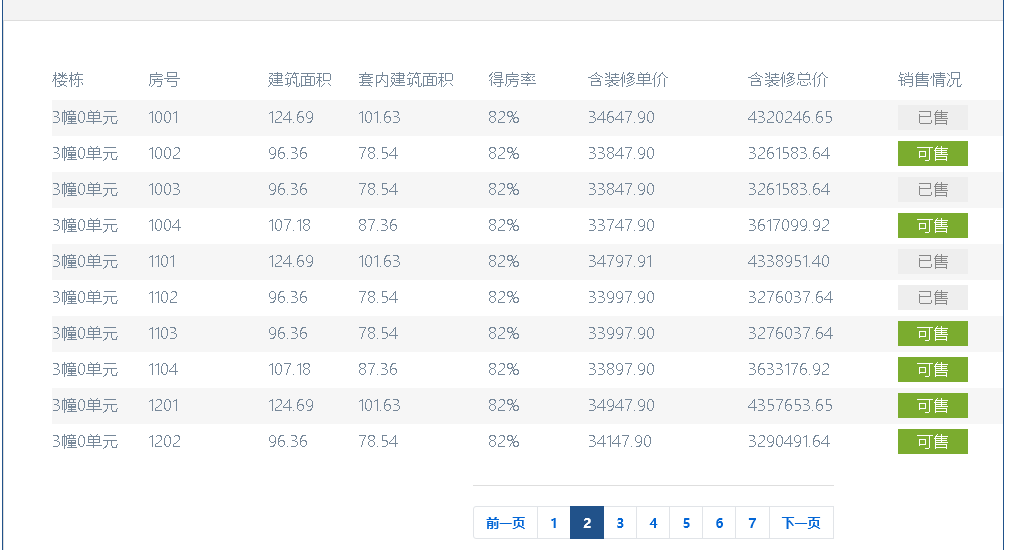 楼栋 房号 建筑面积 套内建筑面积 得房率 含装修单价 含装修总价 销售情况
3幢0单元 1001 124.69 101.63 82% 34647.90 4320246.65 已售
3幢0单元 1002 96.36 78.54 82% 33847.90 3261583.64 可售
3幢0单元 1003 96.36 78.54 82% 33847.90 3261583.64 已售
3幢0单元 1004 107.18 87.36 82% 33747.90 3617099.92 可售
3幢0单元 1101 124.69 101.63 82% 34797.91 4338951.40 已售
3幢0单元 1102 96.36 78.54 82% 33997.90 3276037.64 已售
3幢0单元 1103 96.36 78.54 82% 33997.90 3276037.64 可售
3幢0单元 1104 107.18 87.36 82% 33897.90 3633176.92 可售
3幢0单元 1201 124.69 101.63 82% 34947.90 4357653.65 可售
3幢0单元 1202 96.36 78.54 82% 34147.90 3290491.64 可售
前一页 1 2 3 4 5 6 7 下一页